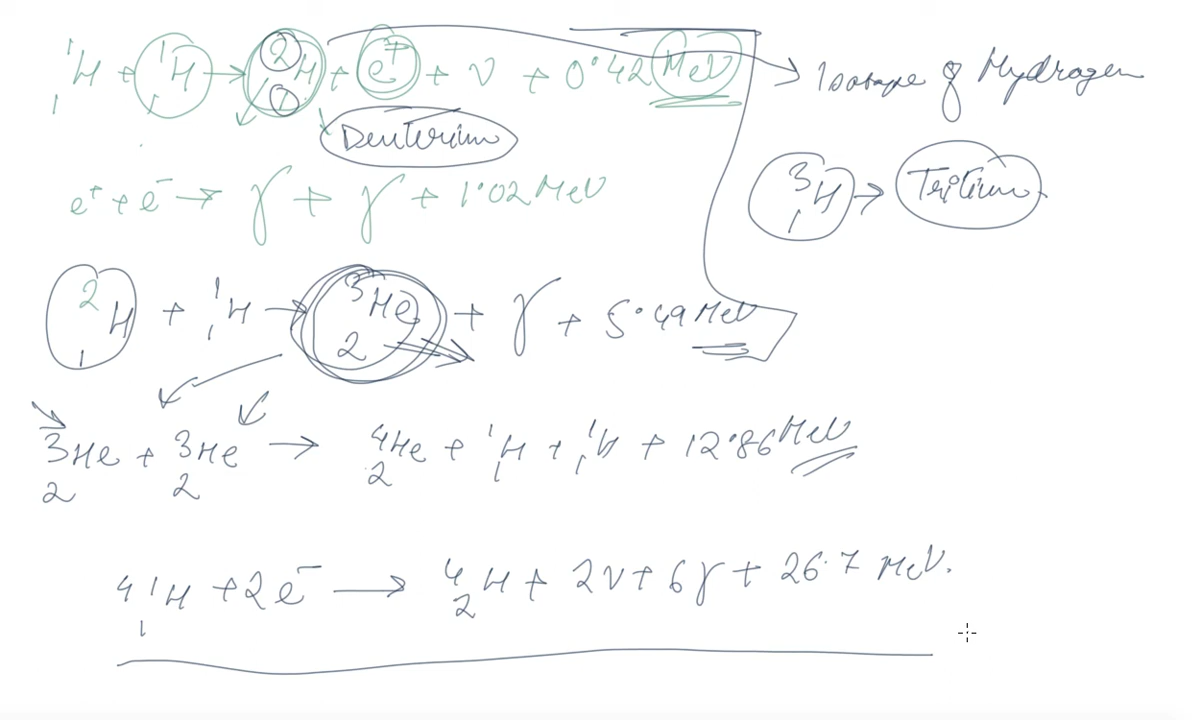 ¹₁H + ¹₁H → ²₁H + e⁺ + ν + 0.42 MeV → Isotope of Hydrogen
Deuterium
³₁H → Tritium
e⁺ + e⁻ → γ + γ + 1.02 MeV
²₁H + ¹₁H → ³₂He + γ + 5.49 MeV
³₂He + ³₂He → ⁴₂He + ¹₁H + ¹₁H + 12.86 MeV
4 ¹₁H + 2e⁻ → ⁴₂H + 2ν + 6γ + 26.7 MeV.